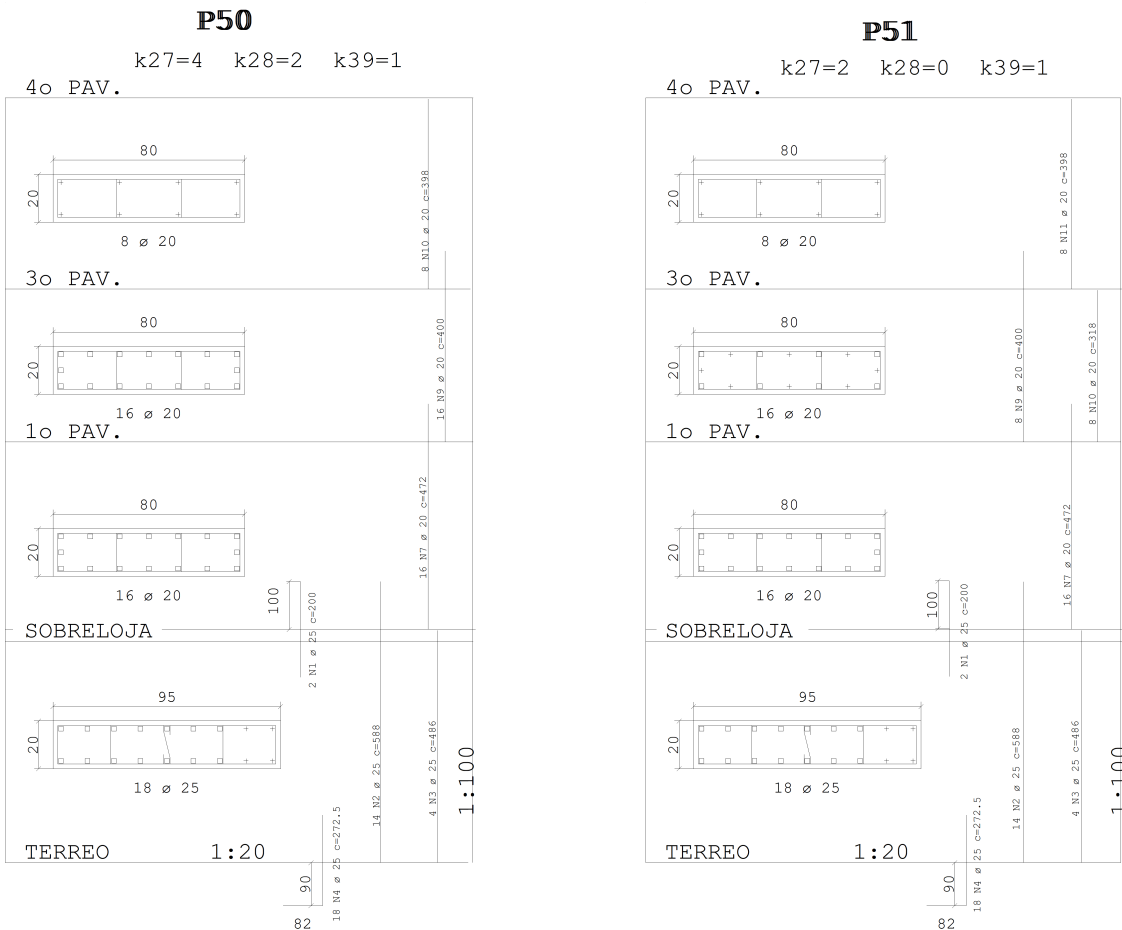 P50
k27=4 k28=2 k39=1
4o PAV.
80
20
8 ø 20
8 N10 ø 20 c=398
3o PAV.
80
20
16 ø 20
16 N9 ø 20 c=400
1o PAV.
80
20
16 ø 20
16 N7 ø 20 c=472
100
2 N1 ø 25 c=200
SOBRELOJA
95
20
18 ø 25
14 N2 ø 25 c=588
4 N3 ø 25 c=486
1:100
TERREO 1:20
18 N4 ø 25 c=272.5
90
82
P51
k27=2 k28=0 k39=1
4o PAV.
80
20
8 ø 20
8 N11 ø 20 c=398
3o PAV.
80
20
16 ø 20
8 N9 ø 20 c=400
8 N10 ø 20 c=318
1o PAV.
80
20
16 ø 20
16 N7 ø 20 c=472
100
2 N1 ø 25 c=200
SOBRELOJA
95
20
18 ø 25
14 N2 ø 25 c=588
4 N3 ø 25 c=486
1:100
TERREO 1:20
18 N4 ø 25 c=272.5
90
82